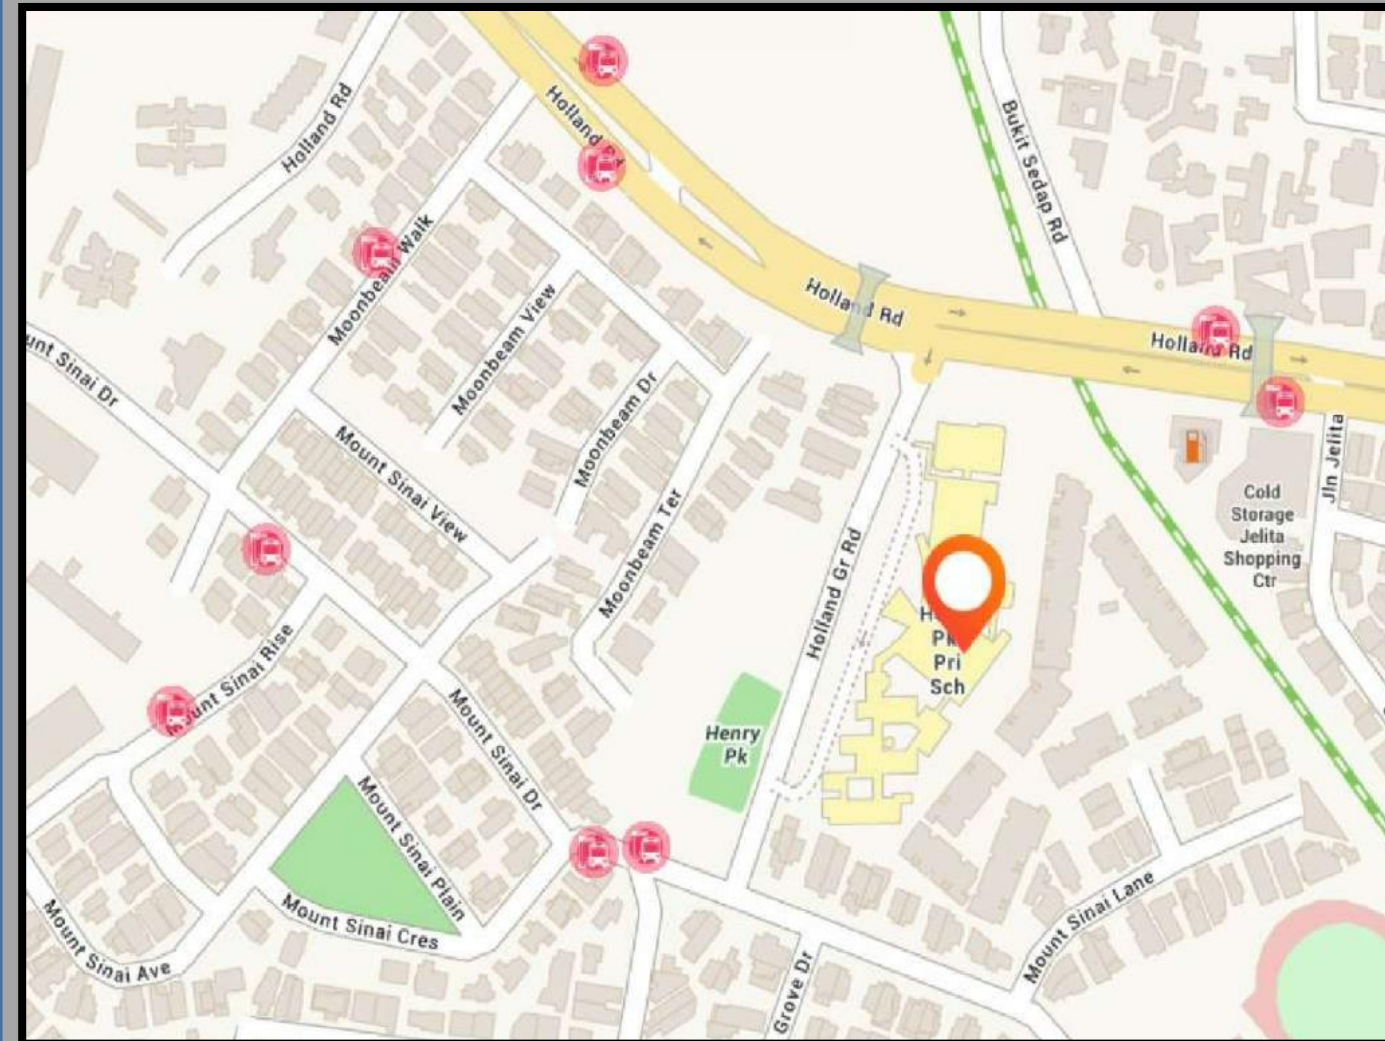 Holland Rd
Holland Rd
Bukit Sedap Rd
Moonbeam Walk
Moonbeam View
Holland Rd
Holland Rd
unt Sinai Dr
Moonbeam Dr
Mount Sinai View
Moonbeam Ter
Holland Gr Rd
Jln Jelita
Cold
Storage
Jelita
Shopping
Ctr
H
Pk
Pri
Sch
Mount Sinai Rise
Mount Sinai Dr
Henry
Pk
Mount Sinai Plain
Mount Sinai Cres
Mount Sinai Ave
Mount Sinai Lane
Grove Dr